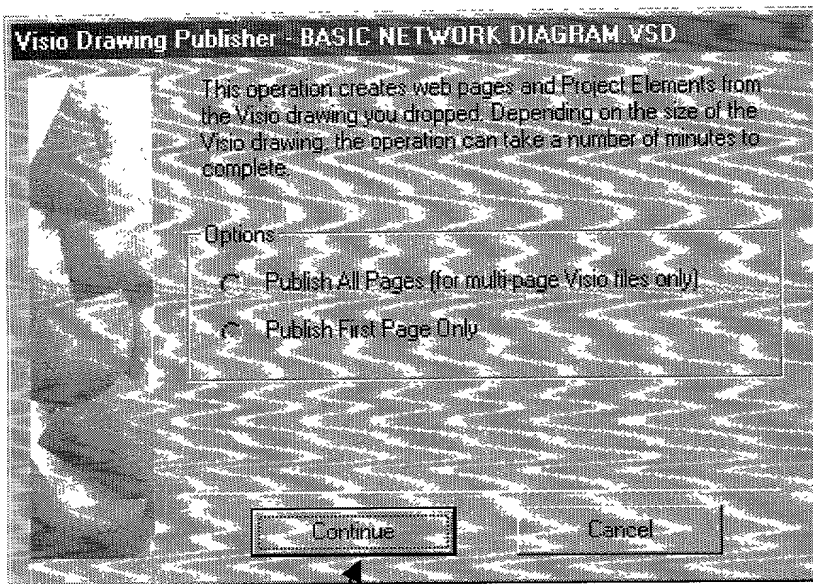 Visio Drawing Publisher - BASIC NETWORK DIAGRAM.VSD
This operation creates web pages and Project Elements from
the Visio drawing you dropped. Depending on the size of the
Visio drawing, the operation can take a number of minutes to
complete.
Options
Publish All Pages (for multi-page Visio files only)
Publish First Page Only
Continue
Cancel